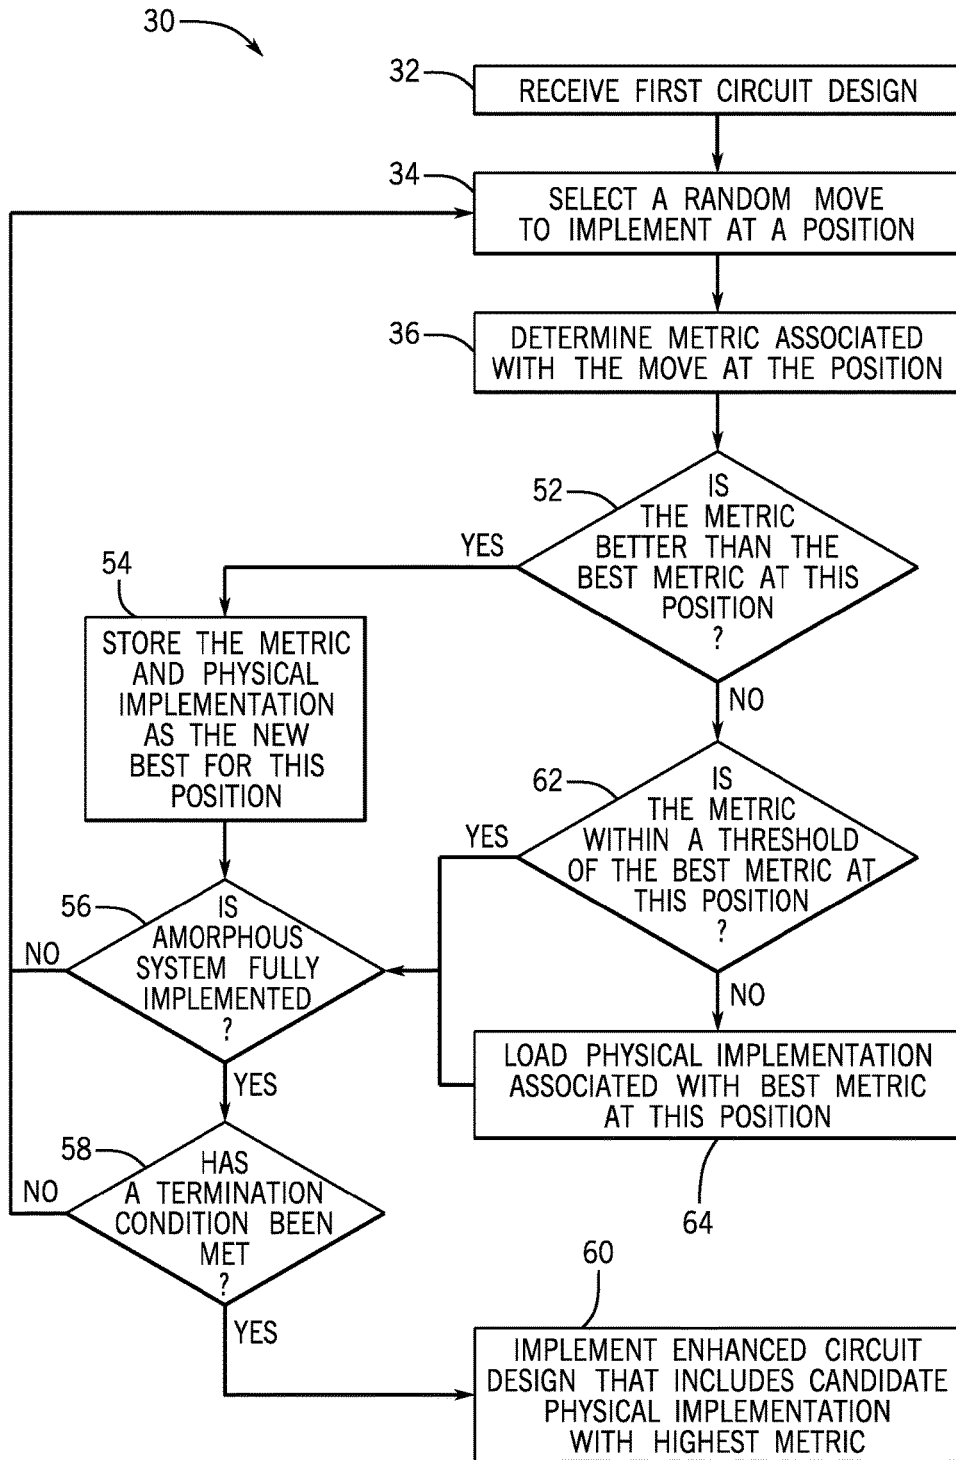 30
32
RECEIVE FIRST CIRCUIT DESIGN
34
SELECT A RANDOM MOVE
TO IMPLEMENT AT A POSITION
36
DETERMINE METRIC ASSOCIATED
WITH THE MOVE AT THE POSITION
52
IS
THE METRIC
BETTER THAN THE
BEST METRIC AT THIS
POSITION
?
YES
NO
54
STORE THE METRIC
AND PHYSICAL
IMPLEMENTATION
AS THE NEW
BEST FOR THIS
POSITION
62
IS
THE METRIC
WITHIN A THRESHOLD
OF THE BEST METRIC AT
THIS POSITION
?
YES
NO
56
IS
AMORPHOUS
SYSTEM FULLY
IMPLEMENTED
?
NO
YES
LOAD PHYSICAL IMPLEMENTATION
ASSOCIATED WITH BEST METRIC
AT THIS POSITION
64
58
HAS
A TERMINATION
CONDITION BEEN
MET
?
NO
YES
60
IMPLEMENT ENHANCED CIRCUIT
DESIGN THAT INCLUDES CANDIDATE
PHYSICAL IMPLEMENTATION
WITH HIGHEST METRIC